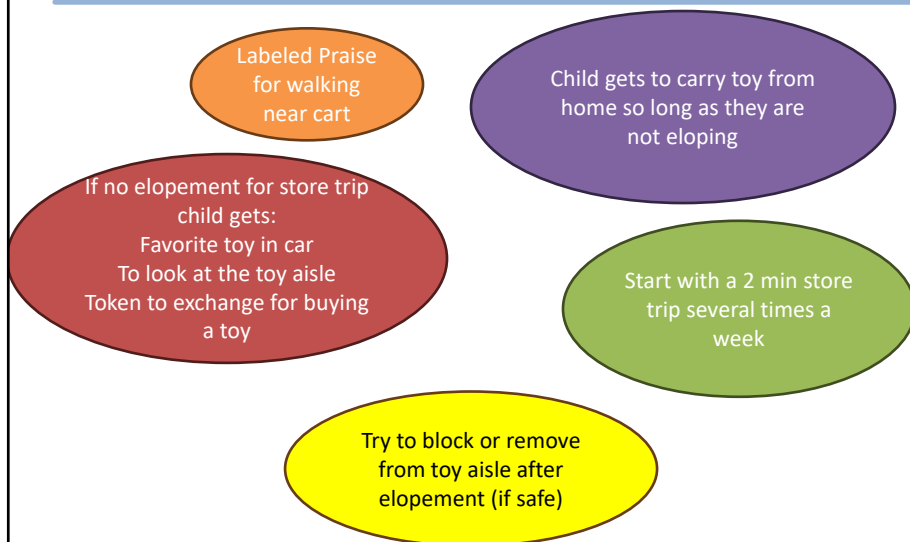 Labeled Praise
for walking
near cart
Child gets to carry toy from
home so long as they are
not eloping
If no elopement for store trip
child gets:
Favorite toy in car
To look at the toy aisle
Token to exchange for buying
a toy
Start with a 2 min store
trip several times a
week
Try to block or remove
from toy aisle after
elopement (if safe)